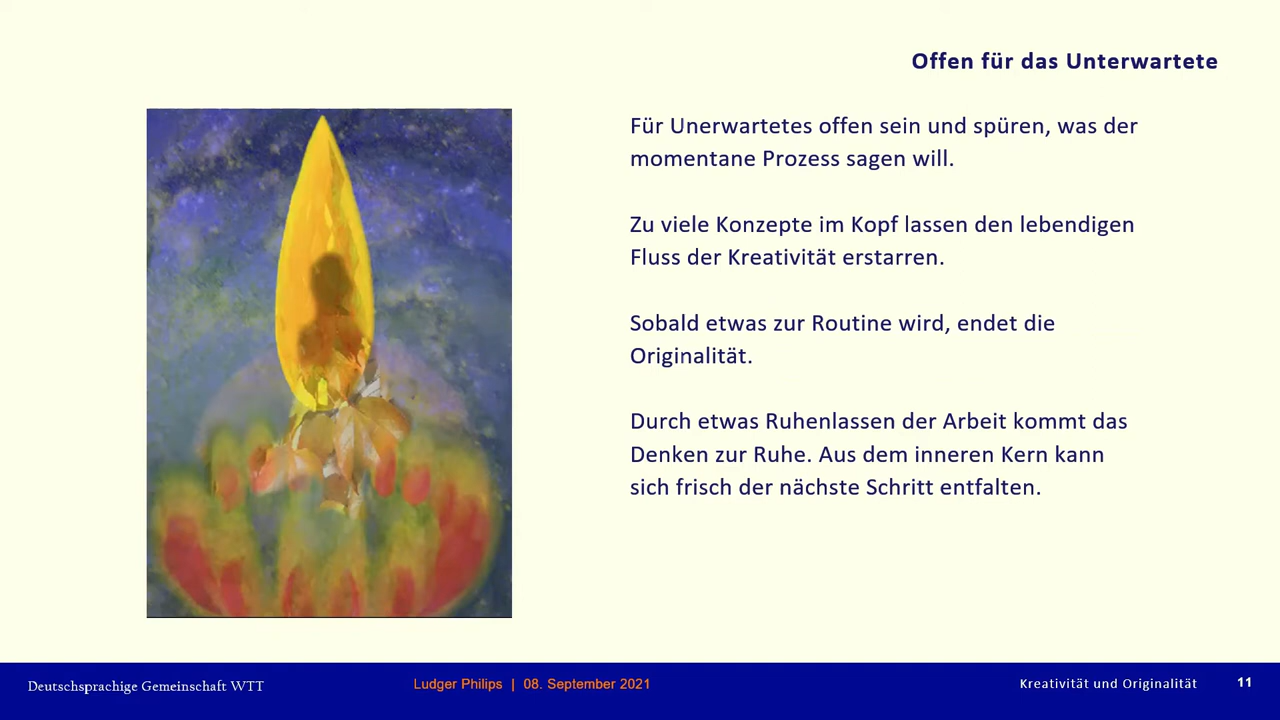 Offen für das Unterwartete
Für Unerwartetes offen sein und spüren, was der
momentane Prozess sagen will.
Zu viele Konzepte im Kopf lassen den lebendigen
Fluss der Kreativität erstarren.
Sobald etwas zur Routine wird, endet die
Originalität.
Durch etwas Ruhenlassen der Arbeit kommt das
Denken zur Ruhe. Aus dem inneren Kern kann
sich frisch der nächste Schritt entfalten.
Deutschsprachige Gemeinschaft WTT
Ludger Philips | 08. September 2021
Kreativität und Originalität
11